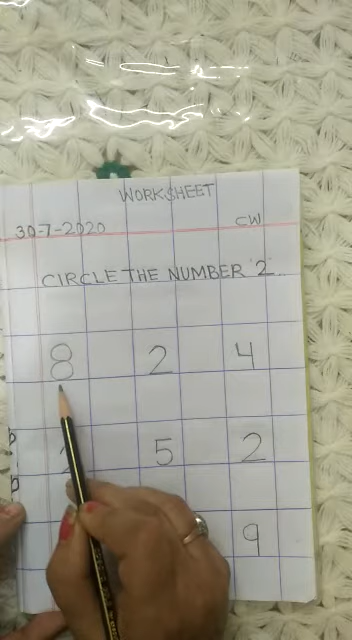 WORKSHEET
30-7-2020 CW
CIRCLE THE NUMBER '2'.
8 2 4
5 2
9